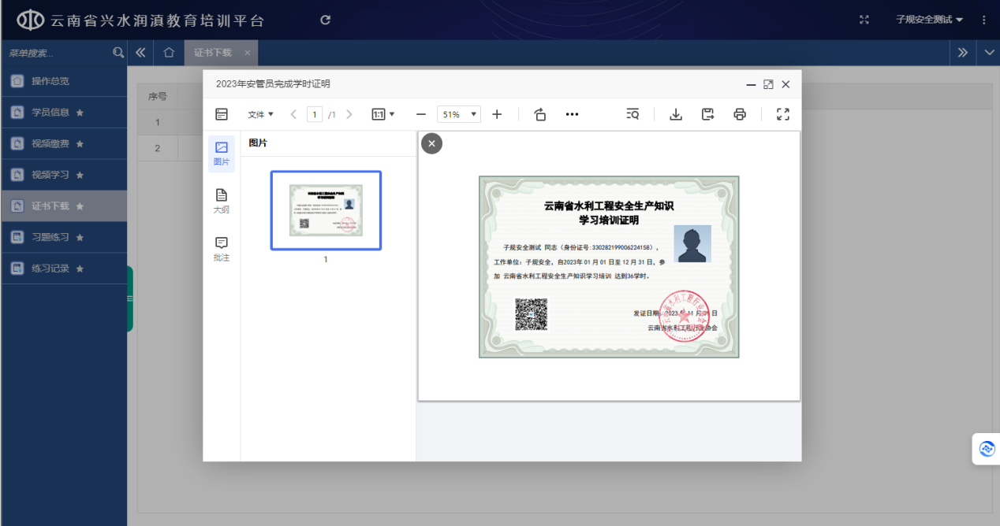 云南省兴水润滇教育培训平台
子规安全测试
菜单搜索...
证书下载
操作总览
学员信息
视频缴费
视频学习
证书下载
习题练习
练习记录
序号
1
2
2023年安管员完成学时证明
文件
1 /1
1:1
51%
图片
图片
大纲
批注
1
云南省水利工程安全生产知识
学习培训证明
子规安全测试 同志（身份证号:330282199006224158），
工作单位：子规安全，自2023年 01 月 01 日至 12 月 31 日，参
加 云南省水利工程安全生产知识学习培训 达到36学时。
发证日期：2023 年 11 月
云南省水利工程行业协会